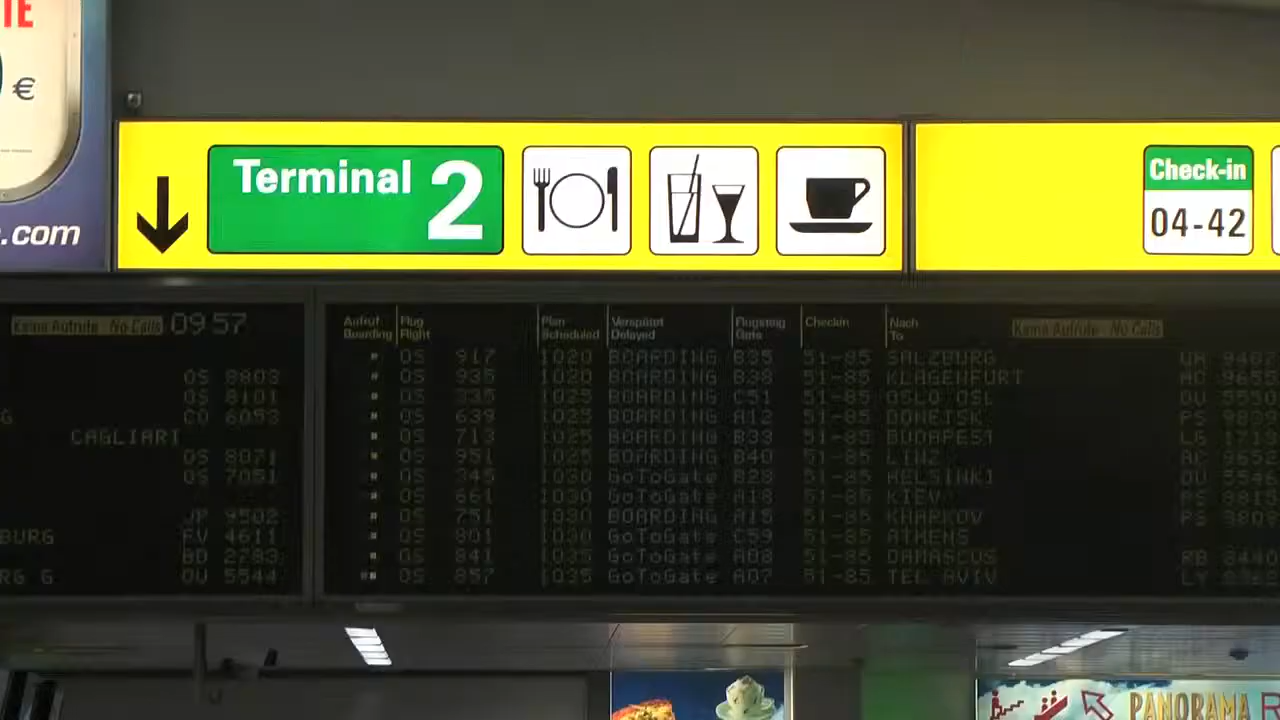 TE
€
.com
Terminal 2
Check-in
04-42
Keine Aufrufe - No Calls 09 57
OS 8803
OS 8101
G CO 6053
CAGLIARI
OS 8071
OS 7051
JP 9502
BURG FV 4611
BD 2783
RG G OU 5544
Aufruf Flug Plan Verspätet Flugsteig Checkin Nach Keine Aufrufe - No Calls
Boarding Flight Scheduled Delayed Gate To
OS 917 1020 BOARDING B35 51-85 SALZBURG
OS 935 1020 BOARDING B38 51-85 KLAGENFURT
OS 335 1025 BOARDING C51 51-85 OSLO OSL
OS 639 1025 BOARDING A12 51-85 DONETSK
OS 713 1025 BOARDING B33 51-85 BUDAPEST
OS 951 1025 BOARDING B40 51-85 LINZ
OS 345 1030 GoToGate B28 51-85 HELSINKI
OS 661 1030 GoToGate A18 51-85 KIEV
OS 751 1030 BOARDING A15 51-85 KHARKOV
OS 801 1030 GoToGate C59 51-85 ATHENS
OS 841 1035 GoToGate A08 51-85 DAMASCUS
OS 857 1035 GoToGate A07 51-85 TEL AVIV
PANORAMA R